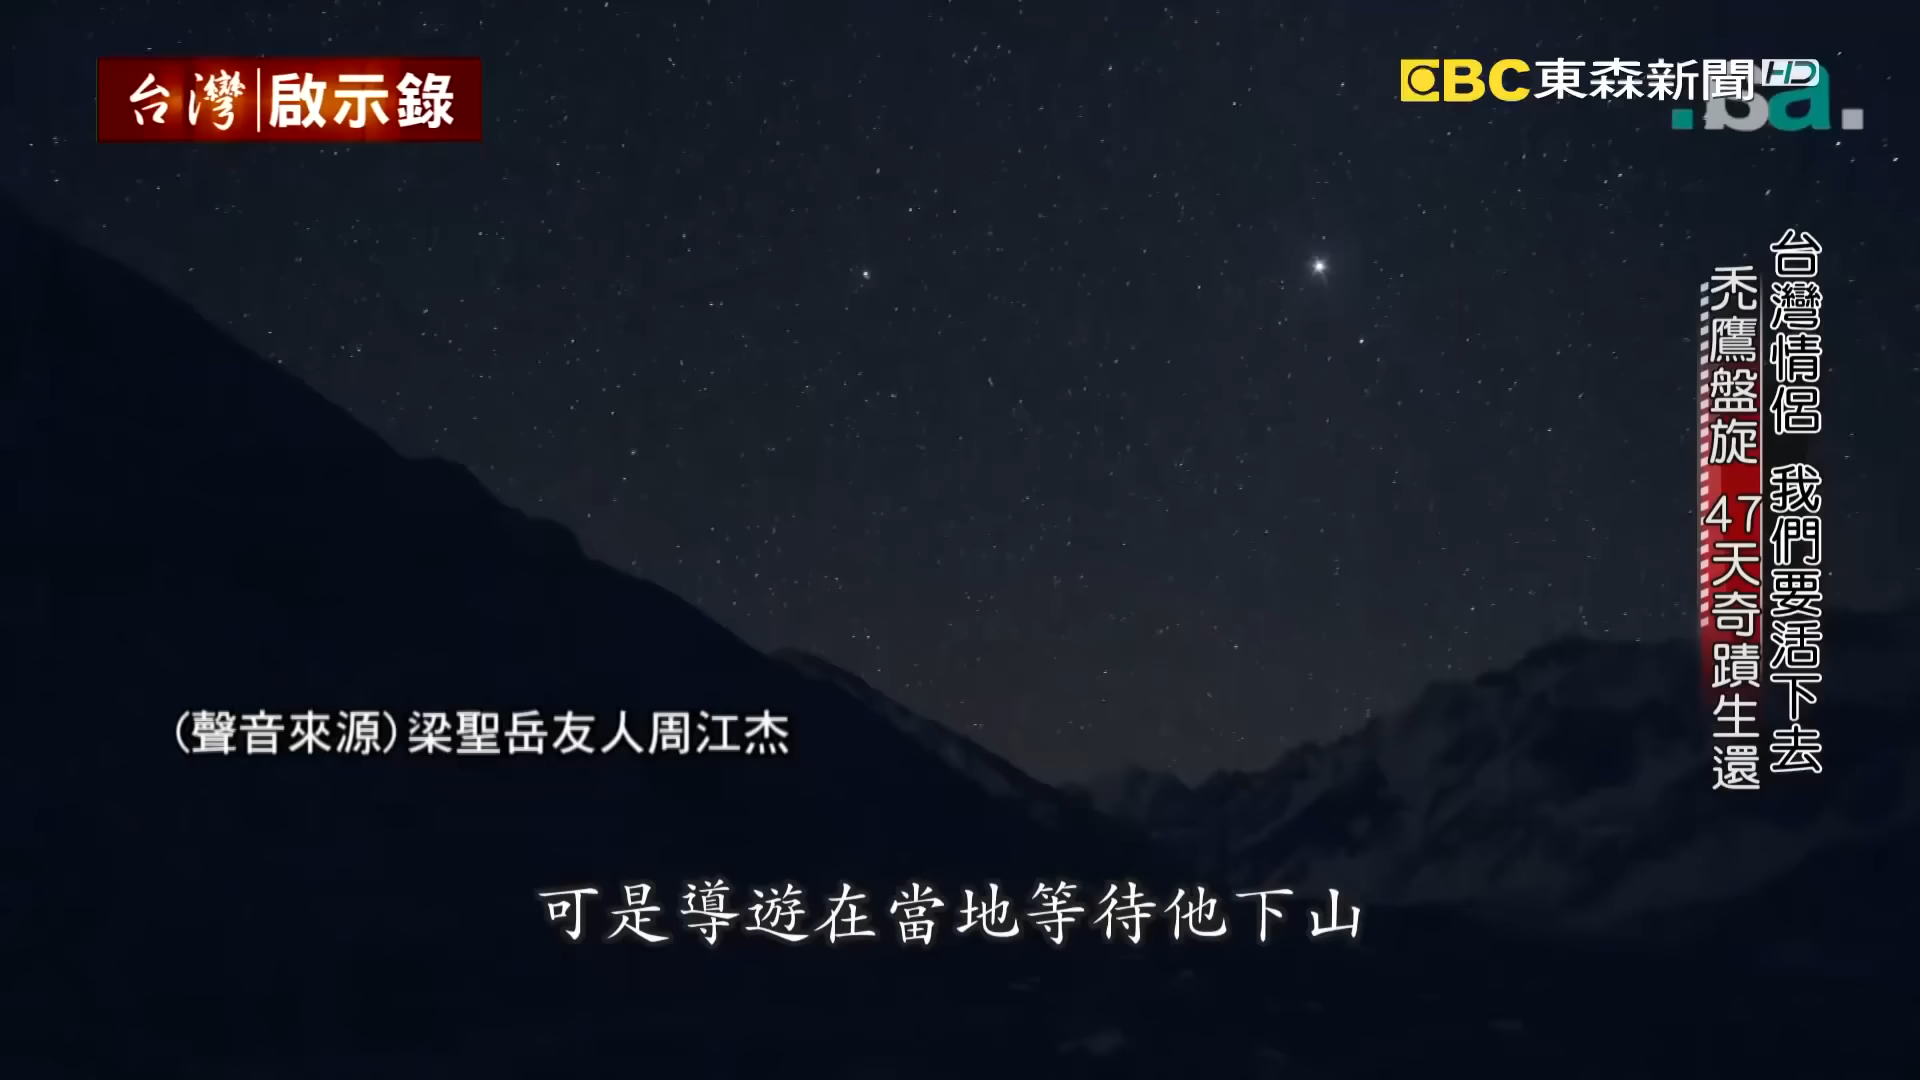 台灣|啟示錄
EBC東森新聞HD
.ba.
台灣情侶 我們要活下去
禿鷹盤旋 47天奇蹟生還
(聲音來源)梁聖岳友人周江杰
可是導遊在當地等待他下山